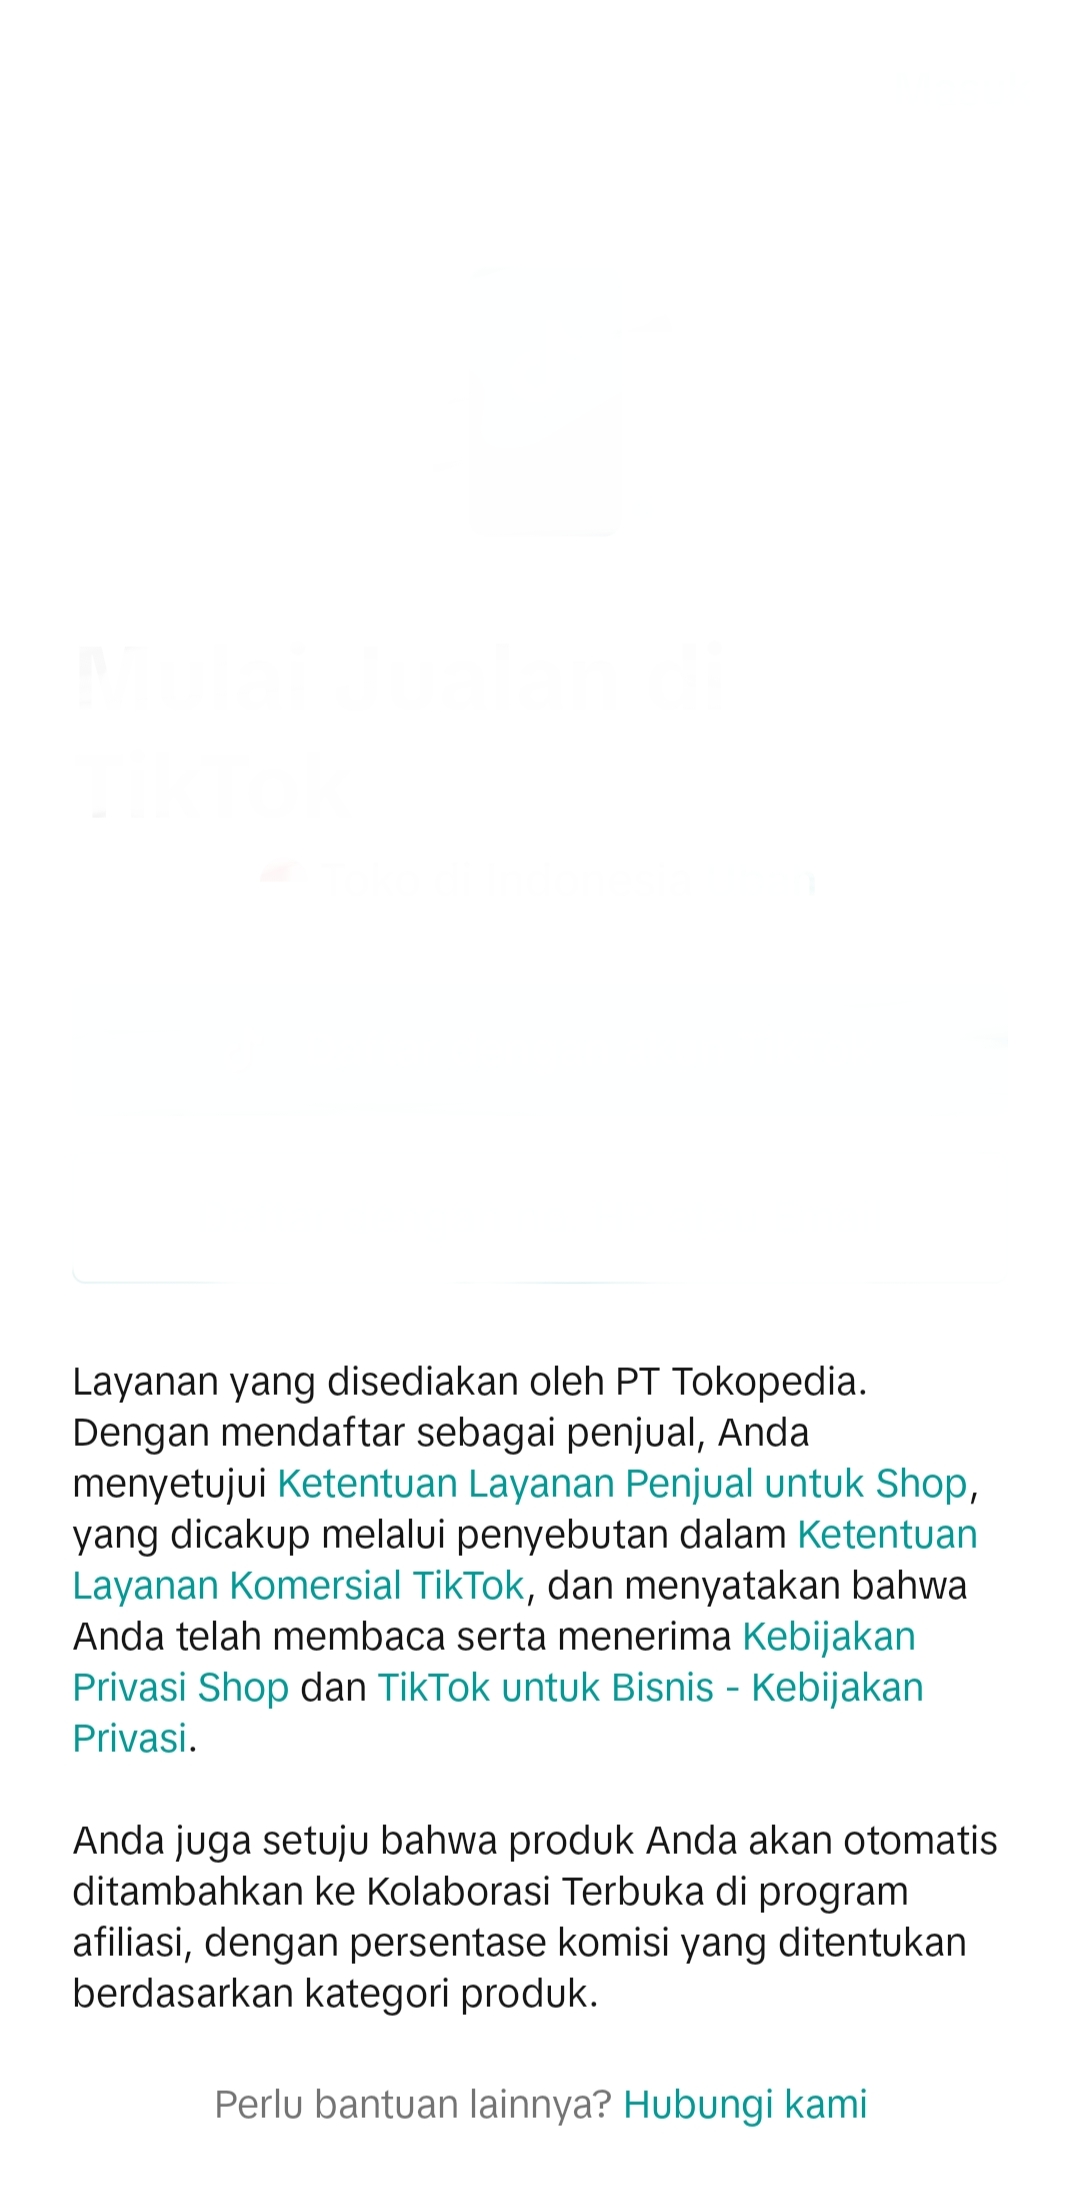 Mulai Jualan di
TikTok
Layanan yang disediakan oleh PT Tokopedia.
Dengan mendaftar sebagai penjual, Anda
menyetujui Ketentuan Layanan Penjual untuk Shop,
yang dicakup melalui penyebutan dalam Ketentuan
Layanan Komersial TikTok, dan menyatakan bahwa
Anda telah membaca serta menerima Kebijakan
Privasi Shop dan TikTok untuk Bisnis - Kebijakan
Privasi.
Anda juga setuju bahwa produk Anda akan otomatis
ditambahkan ke Kolaborasi Terbuka di program
afiliasi, dengan persentase komisi yang ditentukan
berdasarkan kategori produk.
Perlu bantuan lainnya? Hubungi kami